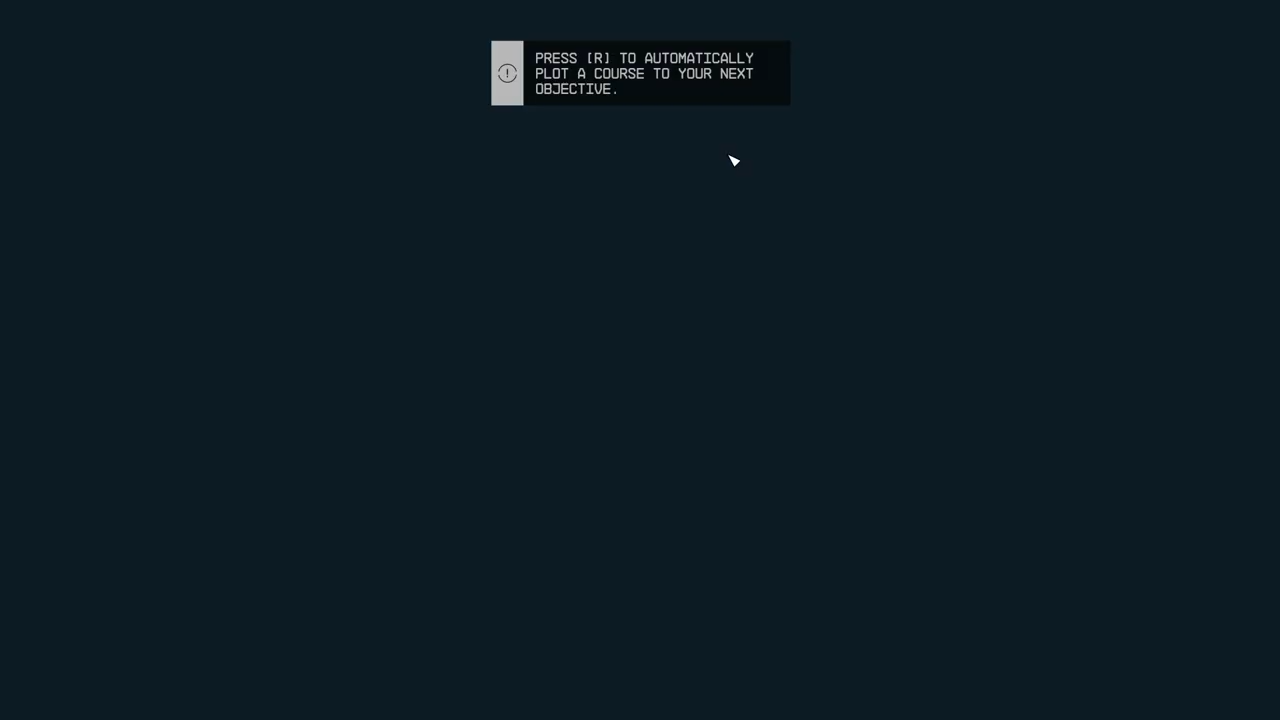 PRESS [R] TO AUTOMATICALLY
PLOT A COURSE TO YOUR NEXT
OBJECTIVE.